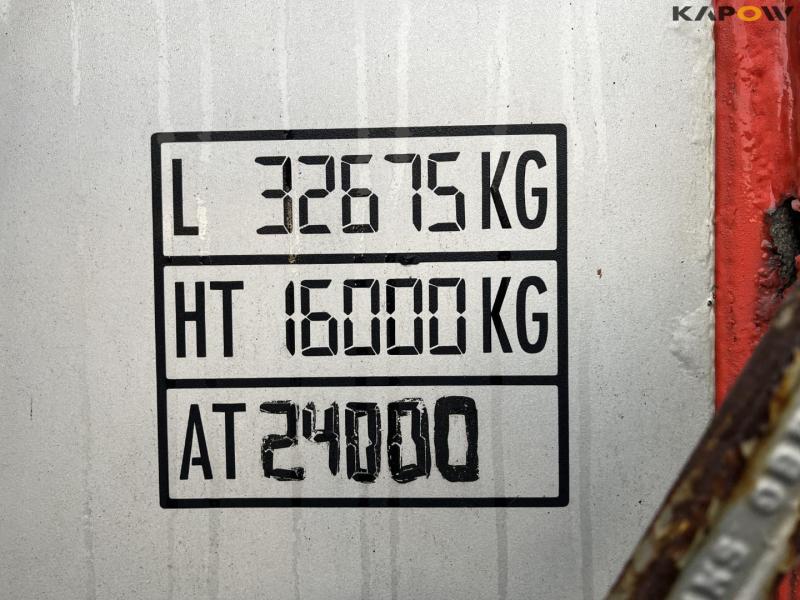 KAPOW
L 32675 KG
HT 16000 KG
AT 24000